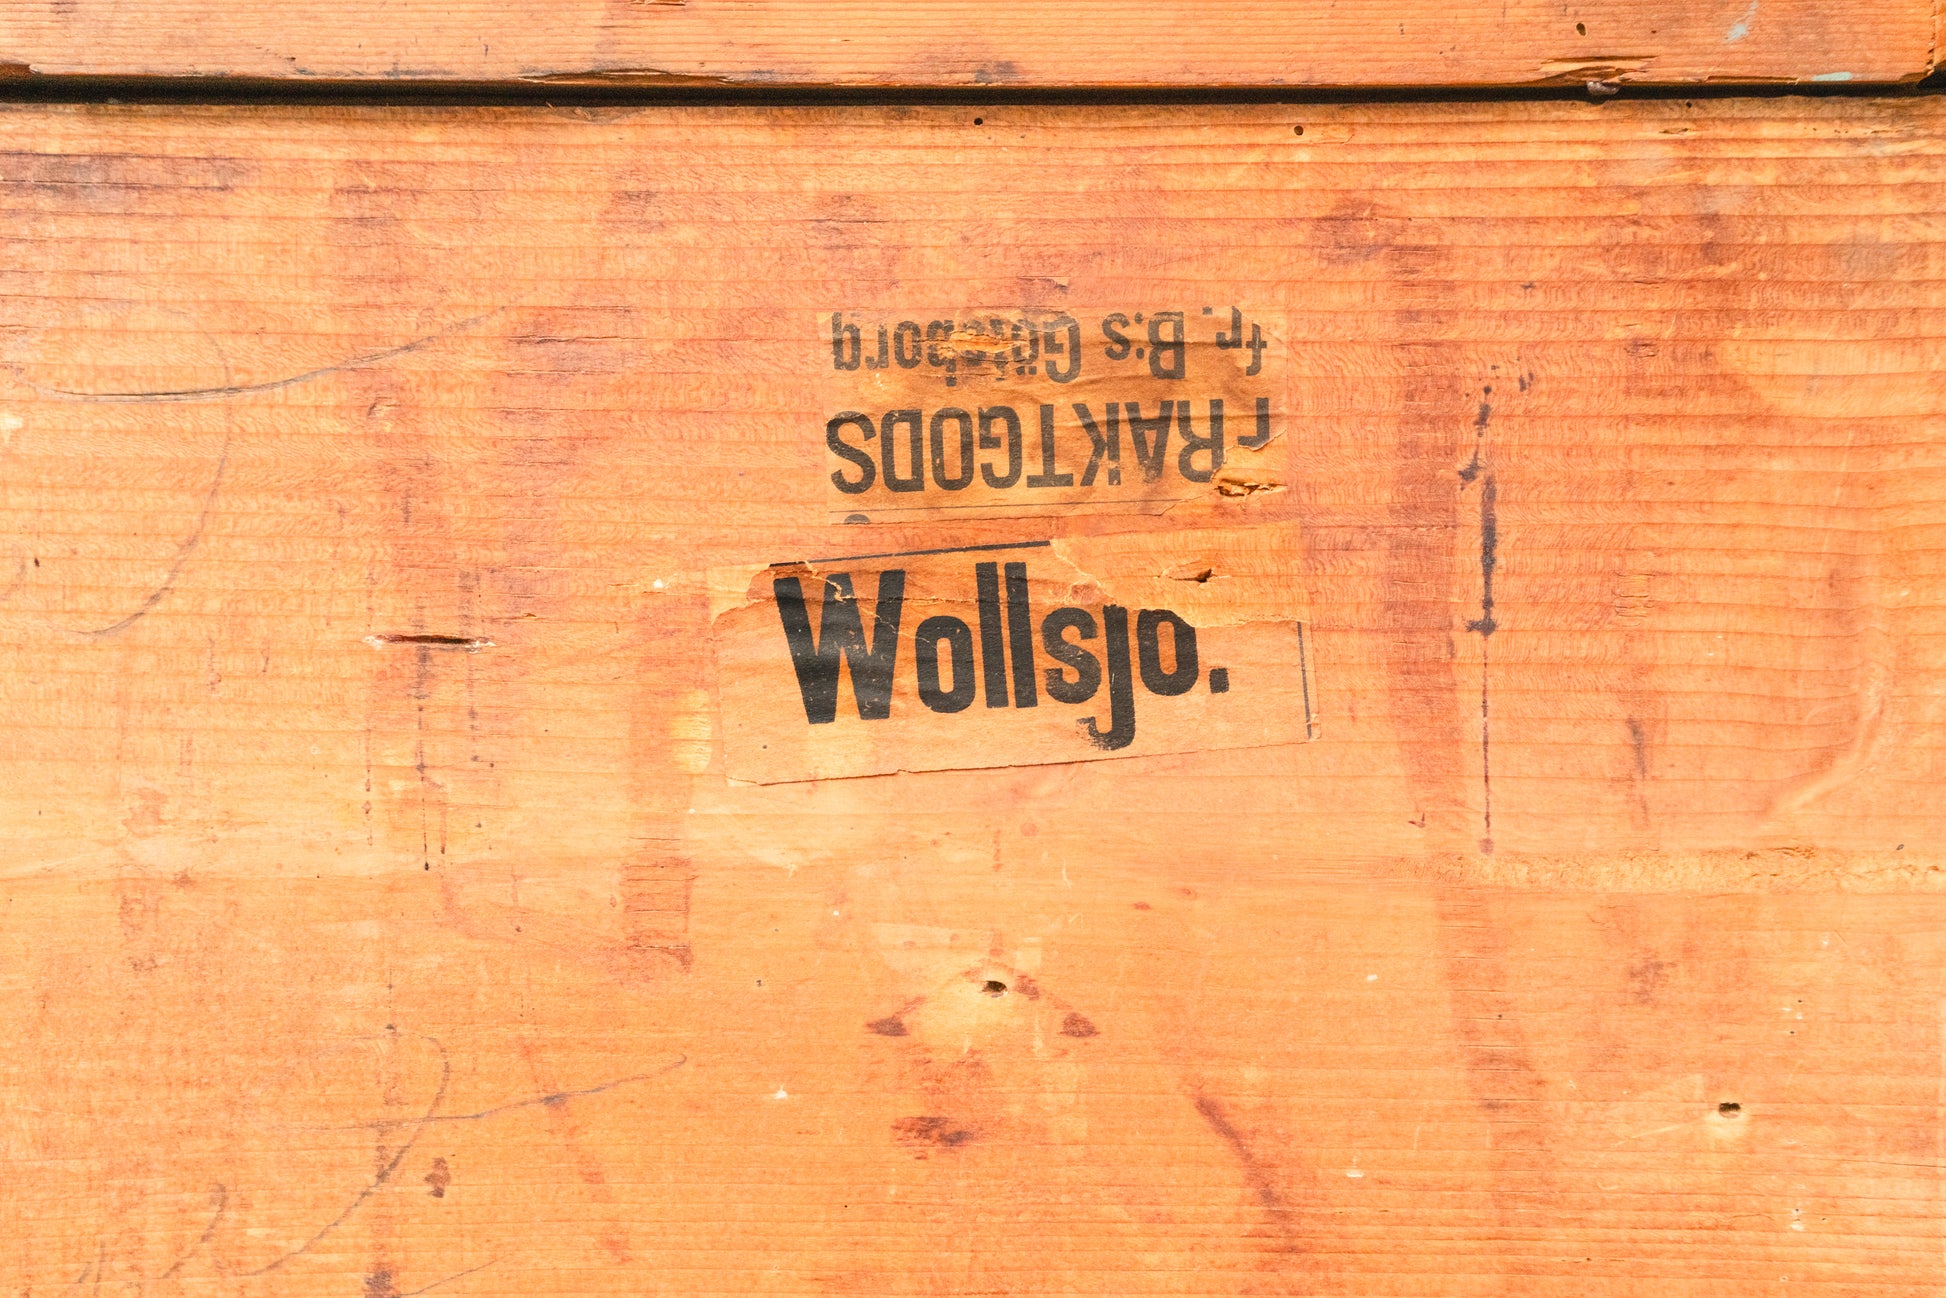 FRAKTGODS
fr. B:s Göteborg
Wollsjo.